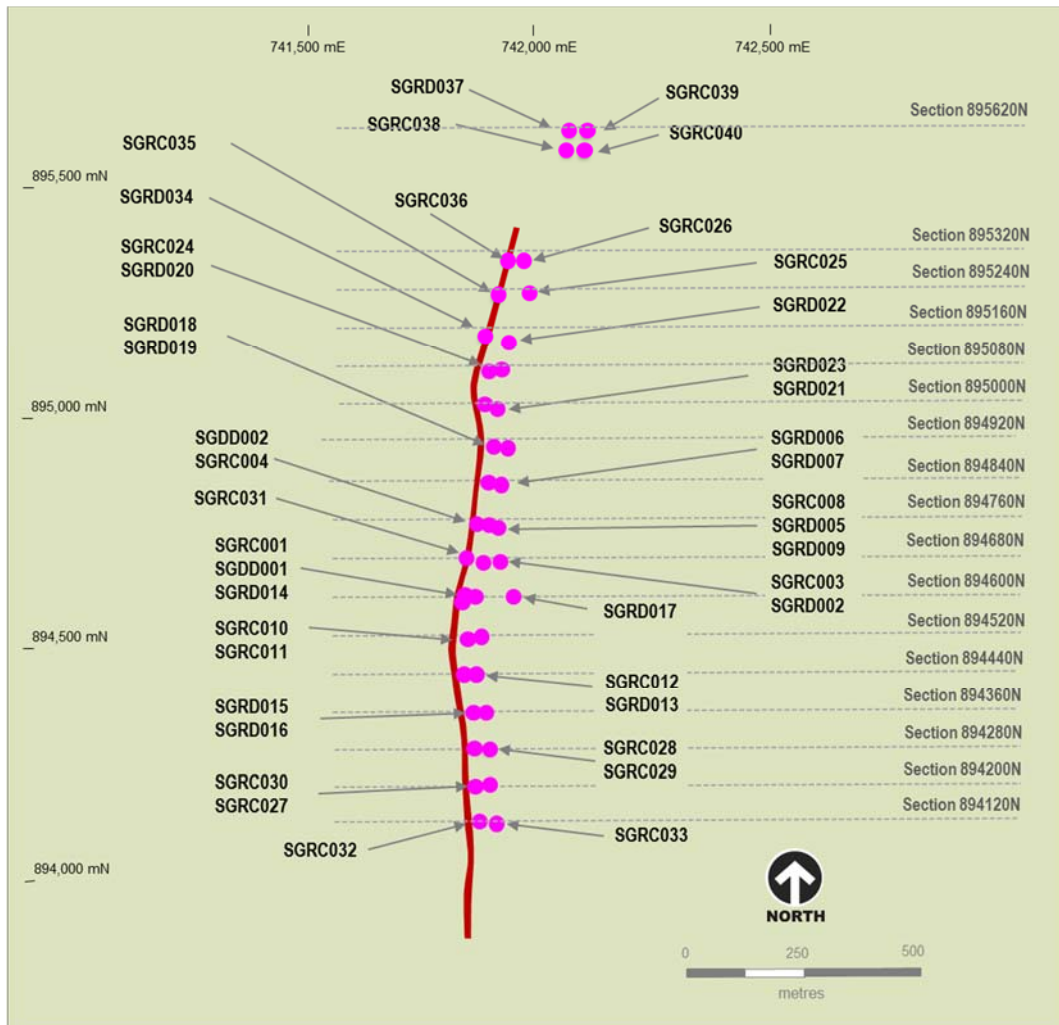 741,500 mE
742,000 mE
742,500 mE
SGRD037
SGRC039
Section 895620N
SGRC038
SGRC040
SGRC035
895,500 mN
SGRD034
SGRC036
SGRC026
Section 895320N
SGRC024
SGRD020
SGRC025
Section 895240N
SGRD022
Section 895160N
SGRD018
SGRD019
Section 895080N
SGRD023
SGRD021
Section 895000N
895,000 mN
Section 894920N
SGDD002
SGRC004
SGRD006
SGRD007
Section 894840N
SGRC031
SGRC008
SGRD005
SGRD009
Section 894760N
Section 894680N
SGRC001
SGDD001
SGRD014
SGRC003
SGRD002
Section 894600N
SGRD017
Section 894520N
SGRC010
SGRC011
894,500 mN
Section 894440N
SGRC012
SGRD013
Section 894360N
SGRD015
SGRD016
Section 894280N
SGRC028
SGRC029
Section 894200N
SGRC030
SGRC027
Section 894120N
SGRC032
SGRC033
894,000 mN
NORTH
0
250
500
metres